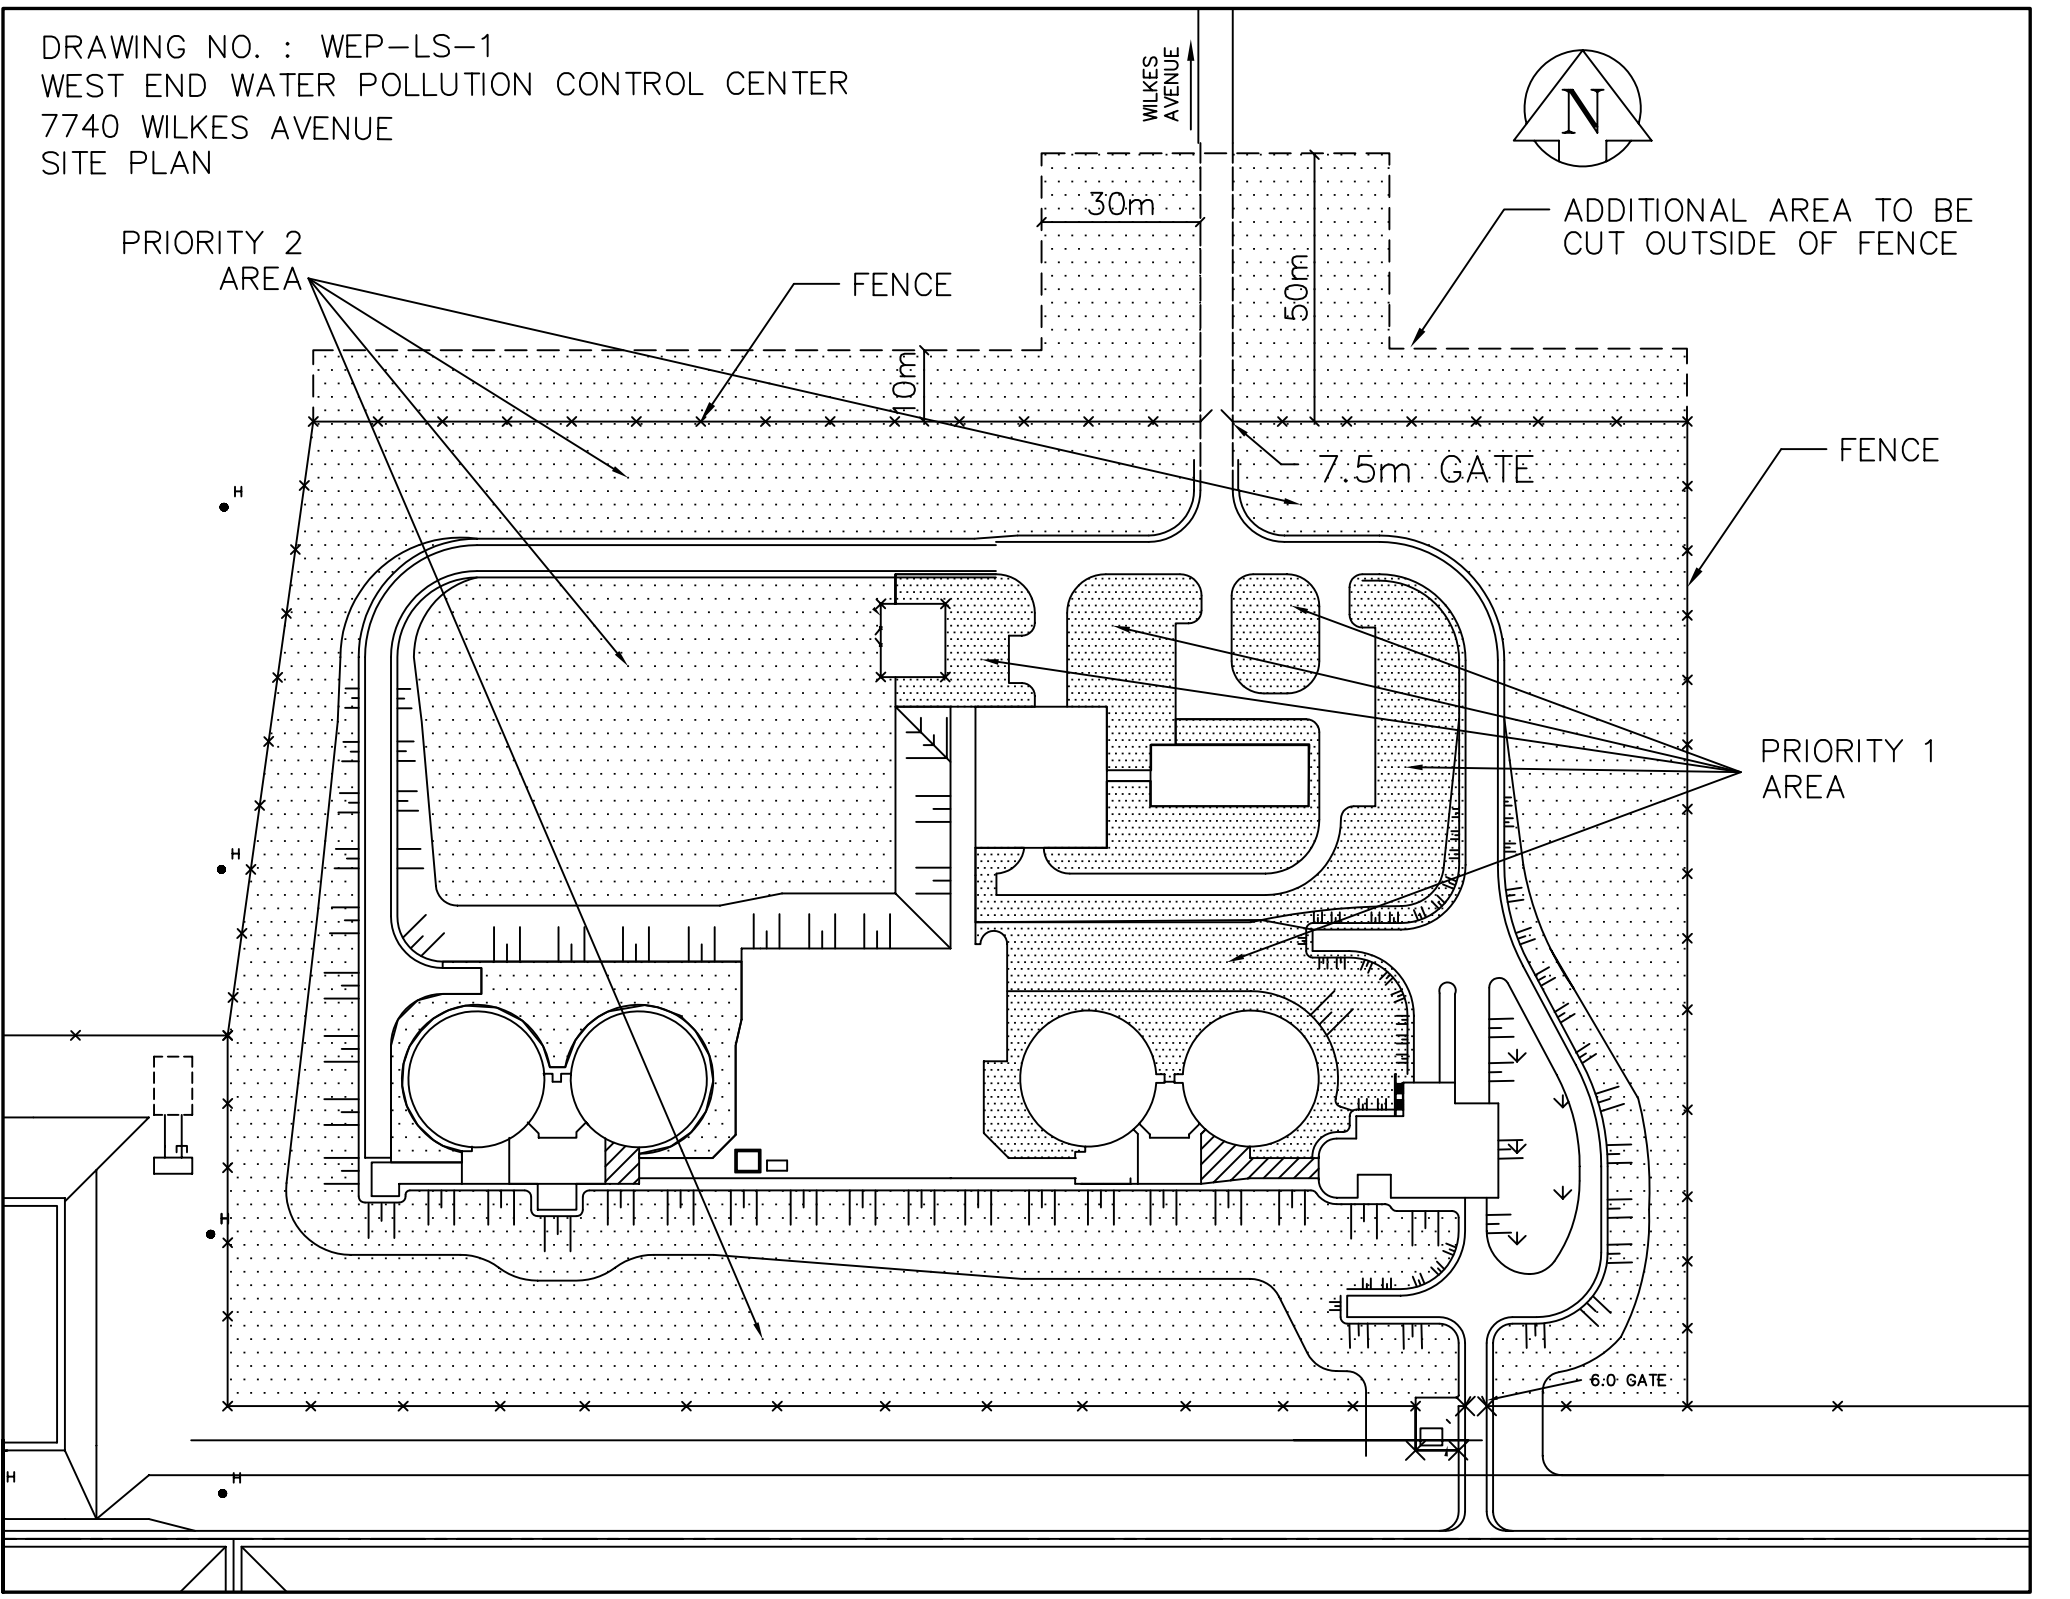 DRAWING NO. : WEP-LS-1
WEST END WATER POLLUTION CONTROL CENTER
7740 WILKES AVENUE
SITE PLAN
WILKES
AVENUE
N
30m
ADDITIONAL AREA TO BE
CUT OUTSIDE OF FENCE
PRIORITY 2
AREA
FENCE
50m
10m
FENCE
7.5m GATE
H
PRIORITY 1
AREA
H
H
6.0 GATE
H
H